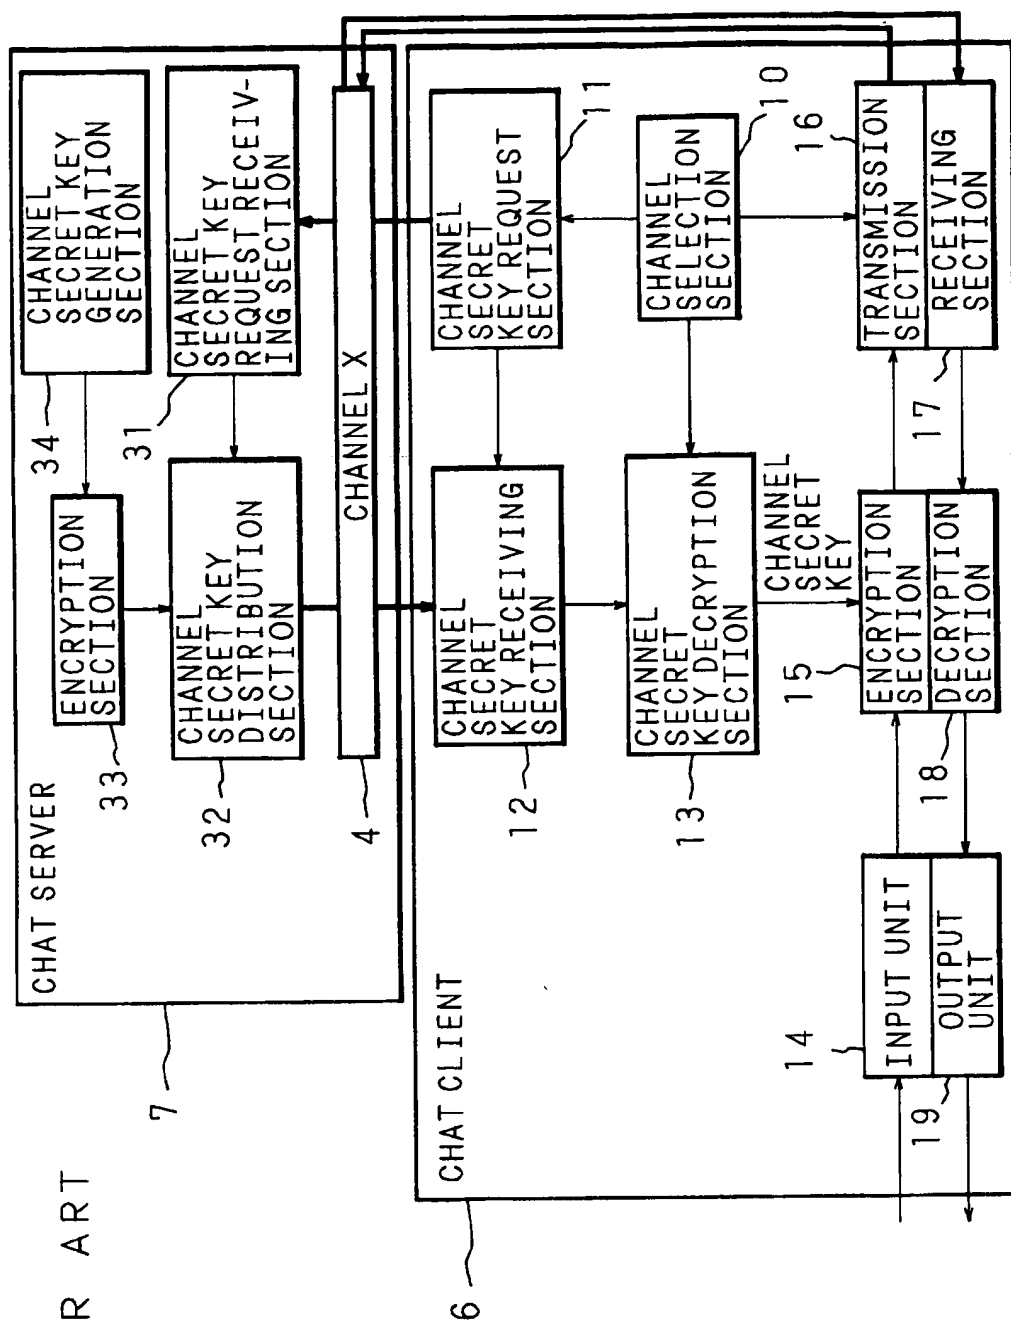 R ART
7
CHAT SERVER
34
CHANNEL
SECRET KEY
GENERATION
SECTION
33
ENCRYPTION
SECTION
31
CHANNEL
SECRET KEY
REQUEST RECEIV-
ING SECTION
32
CHANNEL
SECRET KEY
DISTRIBUTION
SECTION
4
CHANNEL X
6
CHAT CLIENT
12
CHANNEL
SECRET
KEY RECEIVING
SECTION
CHANNEL
SECRET
KEY REQUEST
SECTION
11
13
CHANNEL
SECRET
KEY DECRYPTION
SECTION
CHANNEL
SELECTION
SECTION
10
CHANNEL
SECRET
KEY
14
INPUT UNIT
19
OUTPUT
UNIT
15
ENCRYPTION
SECTION
18
DECRYPTION
SECTION
16
TRANSMISSION
SECTION
17
RECEIVING
SECTION